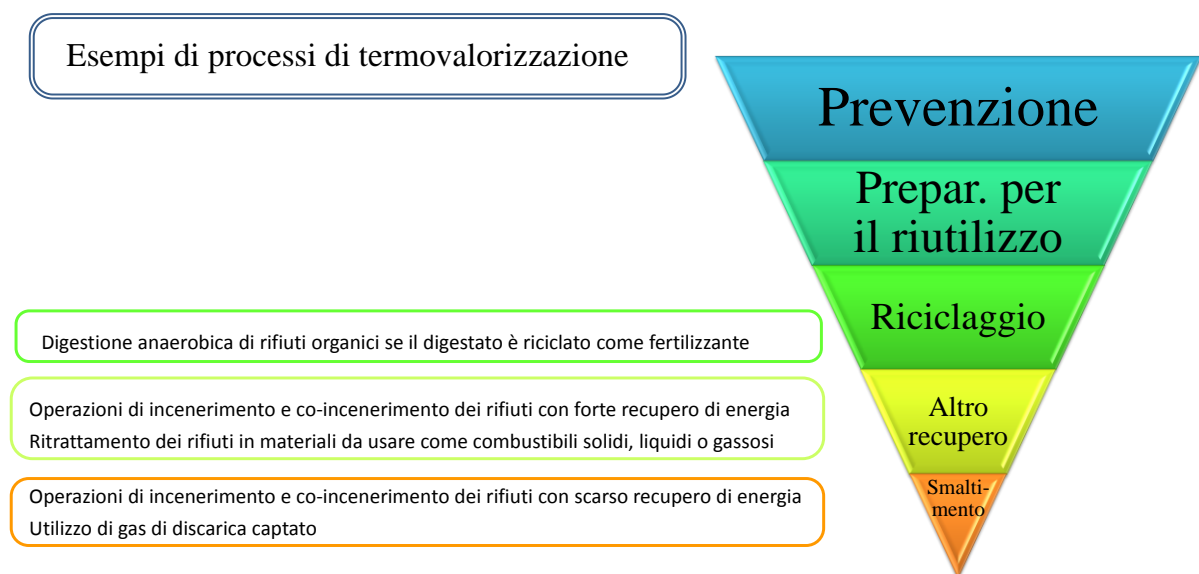 Esempi di processi di termovalorizzazione
Prevenzione
Prepar. per
il riutilizzo
Riciclaggio
Digestione anaerobica di rifiuti organici se il digestato è riciclato come fertilizzante
Altro
recupero
Operazioni di incenerimento e co-incenerimento dei rifiuti con forte recupero di energia
Ritrattamento dei rifiuti in materiali da usare come combustibili solidi, liquidi o gassosi
Smalti-
mento
Operazioni di incenerimento e co-incenerimento dei rifiuti con scarso recupero di energia
Utilizzo di gas di discarica captato